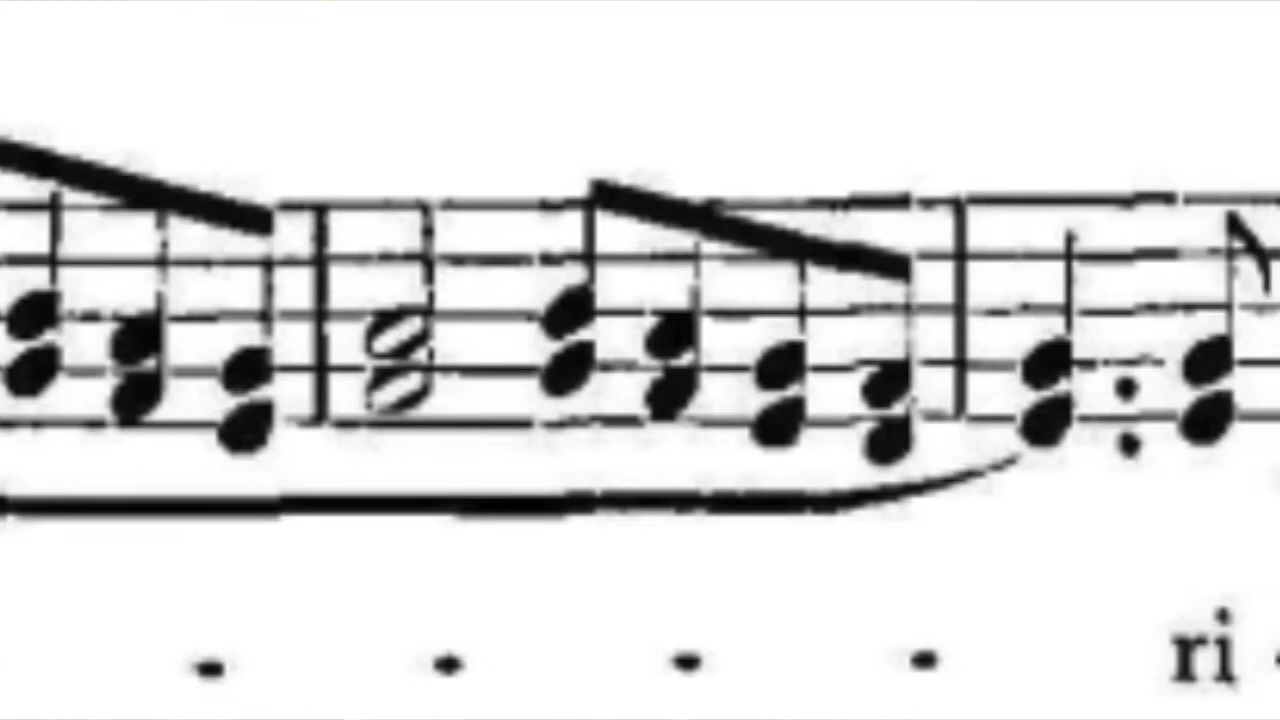 . . . . ri